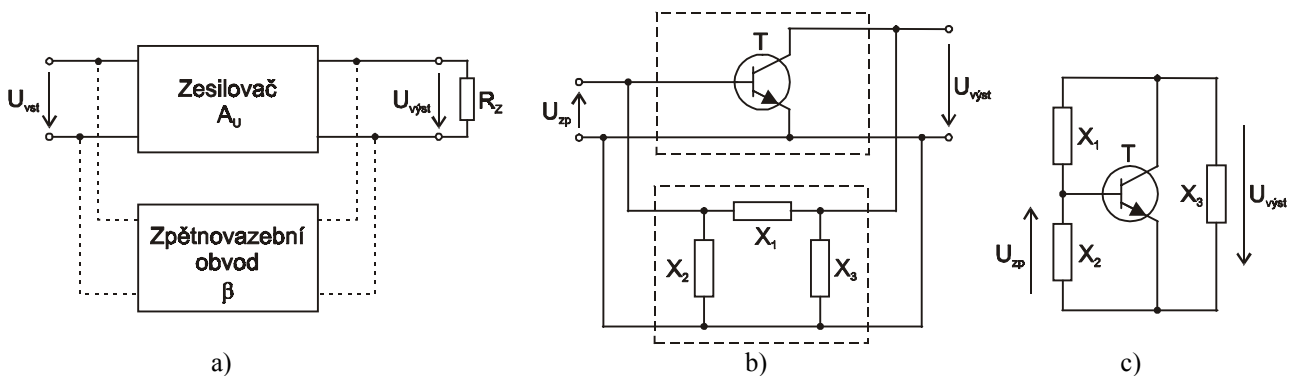 Zesilovač
A_U
U_vst
U_výst
R_Z
Zpětnovazební
obvod
β
a)
T
U_zp
U_výst
X_1
X_2
X_3
b)
X_1
T
X_3
U_výst
U_zp
X_2
c)